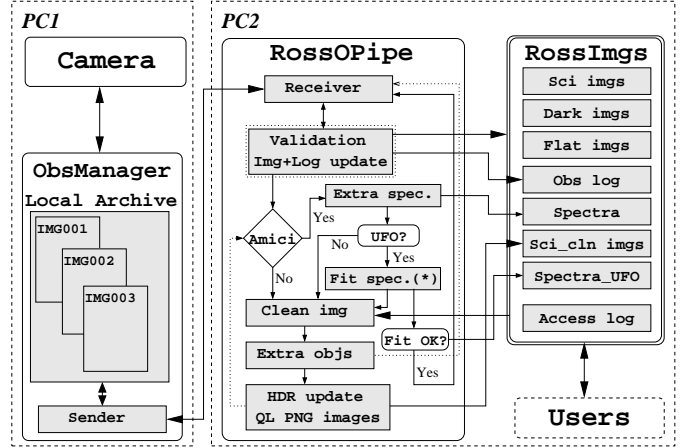 PC1
Camera
ObsManager
Local Archive
IMG001
IMG002
IMG003
Sender
PC2
RossOPipe
Receiver
Validation
Img+Log update
Extra spec.
Amici
Yes
UFO?
No
Yes
No
Fit spec.(*)
Clean img
Fit OK?
Extra objs
Yes
HDR update
QL PNG images
RossImgs
Sci imgs
Dark imgs
Flat imgs
Obs log
Spectra
Sci_cln imgs
Spectra_UFO
Access log
Users